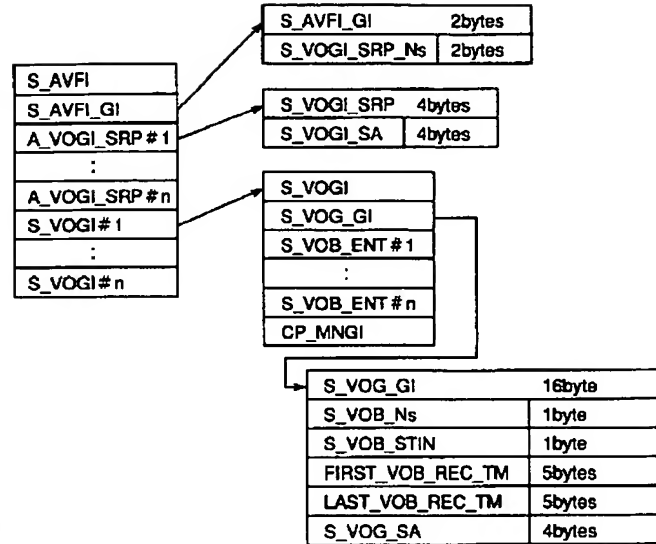 S_AVFI
S_AVFI_GI
A_VOGI_SRP#1
:
A_VOGI_SRP#n
S_VOGI#1
:
S_VOGI#n
S_AVFI_GI 2bytes
S_VOGI_SRP_Ns 2bytes
S_VOGI_SRP 4bytes
S_VOGI_SA 4bytes
S_VOGI
S_VOG_GI
S_VOB_ENT#1
:
S_VOB_ENT#n
CP_MNGI
S_VOG_GI 16byte
S_VOB_Ns 1byte
S_VOB_STIN 1byte
FIRST_VOB_REC_TM 5bytes
LAST_VOB_REC_TM 5bytes
S_VOG_SA 4bytes